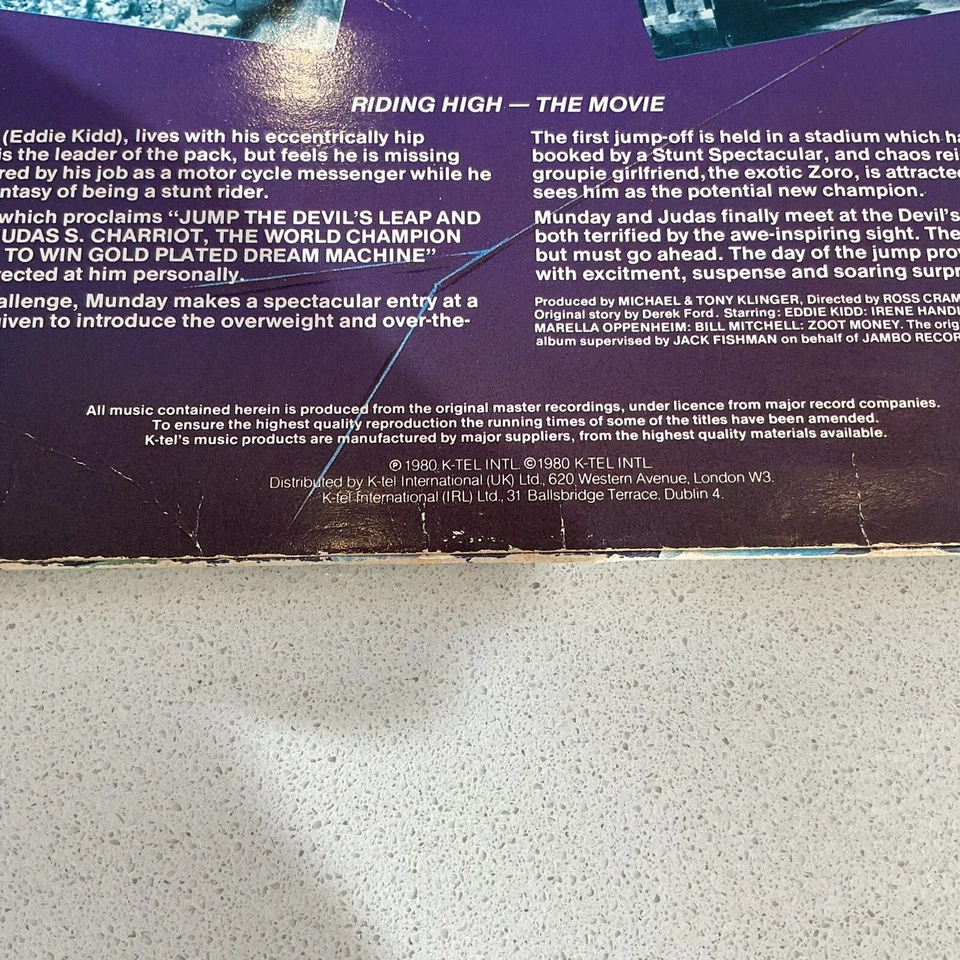 RIDING HIGH — THE MOVIE
(Eddie Kidd), lives with his eccentrically hip
is the leader of the pack, but feels he is missing
red by his job as a motor cycle messenger while he
ntasy of being a stunt rider.
which proclaims “JUMP THE DEVIL’S LEAP AND
UDAS S. CHARRIOT, THE WORLD CHAMPION
TO WIN GOLD PLATED DREAM MACHINE”
rected at him personally.
allenge, Munday makes a spectacular entry at a
given to introduce the overweight and over-the-
The first jump-off is held in a stadium which ha
booked by a Stunt Spectacular, and chaos rei
groupie girlfriend, the exotic Zoro, is attracte
sees him as the potential new champion.
Munday and Judas finally meet at the Devil’s
both terrified by the awe-inspiring sight. The
but must go ahead. The day of the jump prov
with excitment, suspense and soaring surpr
Produced by MICHAEL & TONY KLINGER, Directed by ROSS CRAM
Original story by Derek Ford. Starring: EDDIE KIDD: IRENE HANDL
MARELLA OPPENHEIM: BILL MITCHELL: ZOOT MONEY. The orig
album supervised by JACK FISHMAN on behalf of JAMBO RECOR
All music contained herein is produced from the original master recordings, under licence from major record companies.
To ensure the highest quality reproduction the running times of some of the titles have been amended.
K-tel’s music products are manufactured by major suppliers, from the highest quality materials available.
℗ 1980 K-TEL INTL. ©1980 K-TEL INTL.
Distributed by K-tel International (UK) Ltd., 620 Western Avenue, London W3.
K-tel International (IRL) Ltd., 31 Ballsbridge Terrace, Dublin 4.